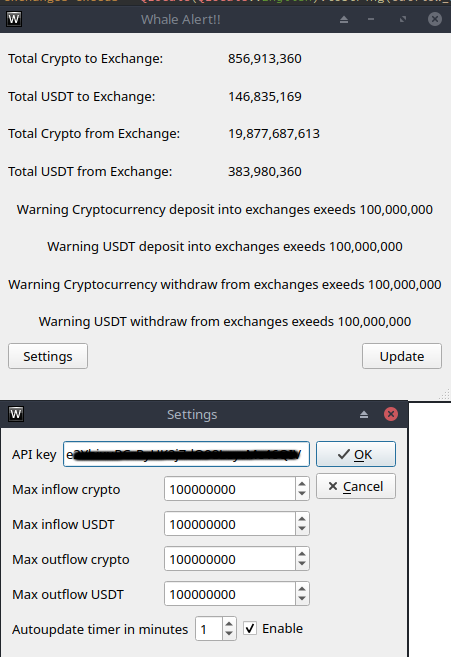 Whale Alert!!
Total Crypto to Exchange: 856,913,360
Total USDT to Exchange: 146,835,169
Total Crypto from Exchange: 19,877,687,613
Total USDT from Exchange: 383,980,360
Warning Cryptocurrency deposit into exchanges exeeds 100,000,000
Warning USDT deposit into exchanges exeeds 100,000,000
Warning Cryptocurrency withdraw from exchanges exeeds 100,000,000
Warning USDT withdraw from exchanges exeeds 100,000,000
Settings Update
W Settings
API key OK
Max inflow crypto 100000000 Cancel
Max inflow USDT 100000000
Max outflow crypto 100000000
Max outflow USDT 100000000
Autoupdate timer in minutes 1 Enable